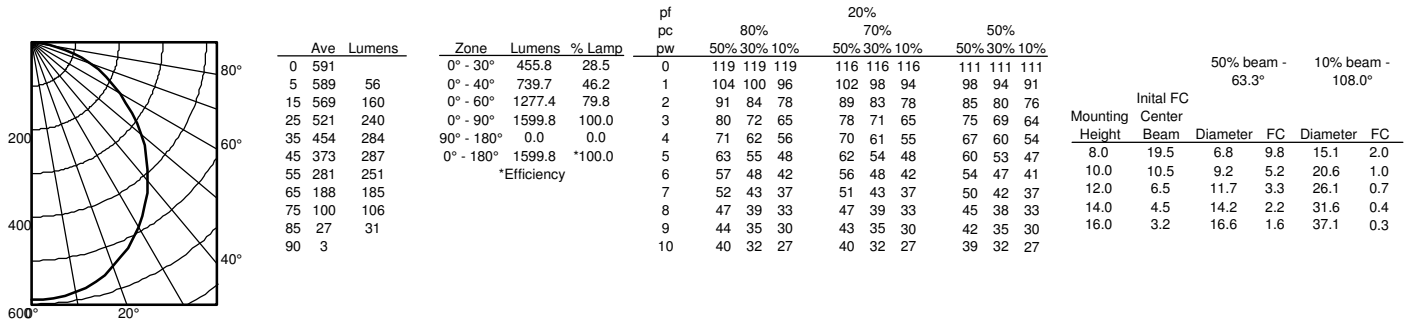 80°
60°
40°
20°
0°
200
400
600
Ave Lumens
0 591
5 589 56
15 569 160
25 521 240
35 454 284
45 373 287
55 281 251
65 188 185
75 100 106
85 27 31
90 3
Zone Lumens % Lamp
0° - 30° 455.8 28.5
0° - 40° 739.7 46.2
0° - 60° 1277.4 79.8
0° - 90° 1599.8 100.0
90° - 180° 0.0 0.0
0° - 180° 1599.8 *100.0
*Efficiency
pf 20%
pc 80% 70% 50%
pw 50% 30% 10% 50% 30% 10% 50% 30% 10%
0 119 119 119 116 116 116 111 111 111
1 104 100 96 102 98 94 98 94 91
2 91 84 78 89 83 78 85 80 76
3 80 72 65 78 71 65 75 69 64
4 71 62 56 70 61 55 67 60 54
5 63 55 48 62 54 48 60 53 47
6 57 48 42 56 48 42 54 47 41
7 52 43 37 51 43 37 50 42 37
8 47 39 33 47 39 33 45 38 33
9 44 35 30 43 35 30 42 35 30
10 40 32 27 40 32 27 39 32 27
50% beam - 10% beam -
63.3° 108.0°
Inital FC
Mounting Center
Height Beam Diameter FC Diameter FC
8.0 19.5 6.8 9.8 15.1 2.0
10.0 10.5 9.2 5.2 20.6 1.0
12.0 6.5 11.7 3.3 26.1 0.7
14.0 4.5 14.2 2.2 31.6 0.4
16.0 3.2 16.6 1.6 37.1 0.3